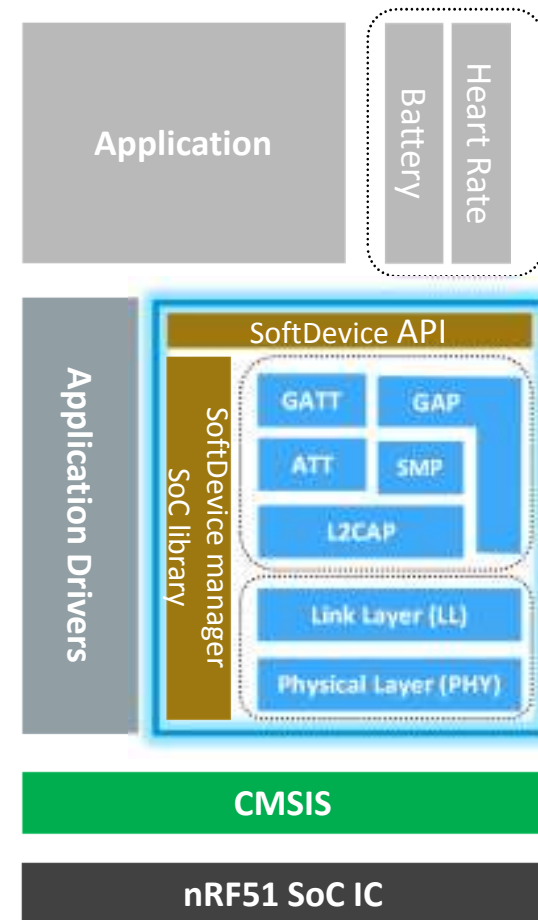 Application
Battery
Heart Rate
Application Drivers
SoftDevice API
SoftDevice manager
SoC library
GATT
GAP
ATT
SMP
L2CAP
Link Layer (LL)
Physical Layer (PHY)
CMSIS
nRF51 SoC IC